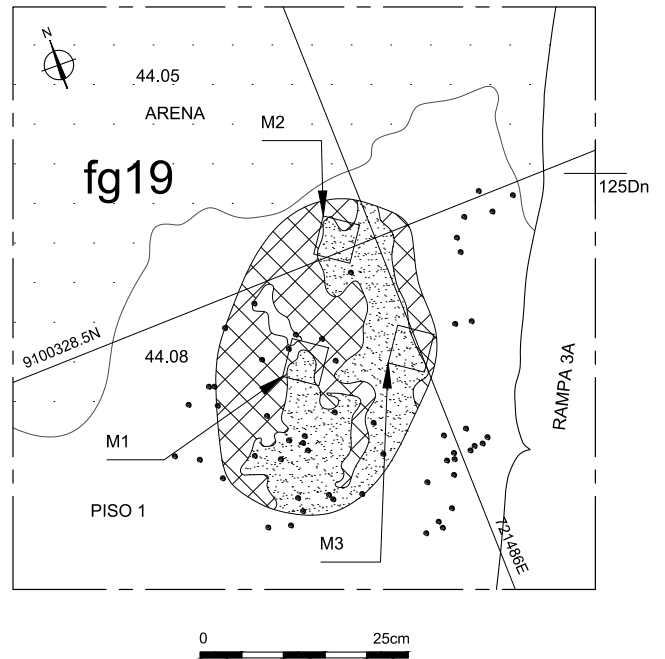 N
44.05
ARENA
M2
fg19
125Dn
9100328.5N
44.08
RAMPA 3A
M1
PISO 1
M3
721486E
0 25cm